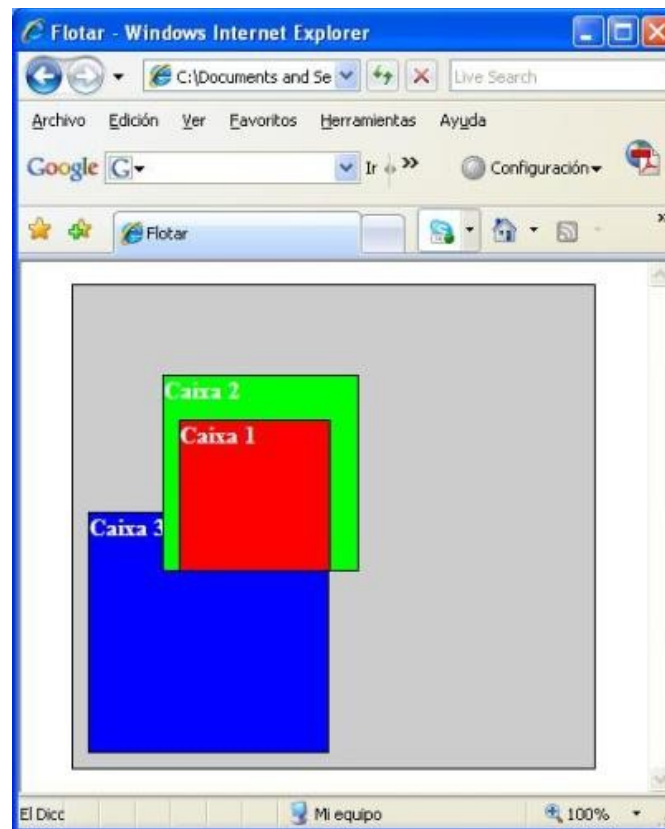 Flotar - Windows Internet Explorer
C:\Documents and Se
Live Search
Archivo Edición Ver Favoritos Herramientas Ayuda
Google G Ir » Configuración
Flotar »
Caixa 2
Caixa 1
Caixa 3
El Dicc Mi equipo 100%